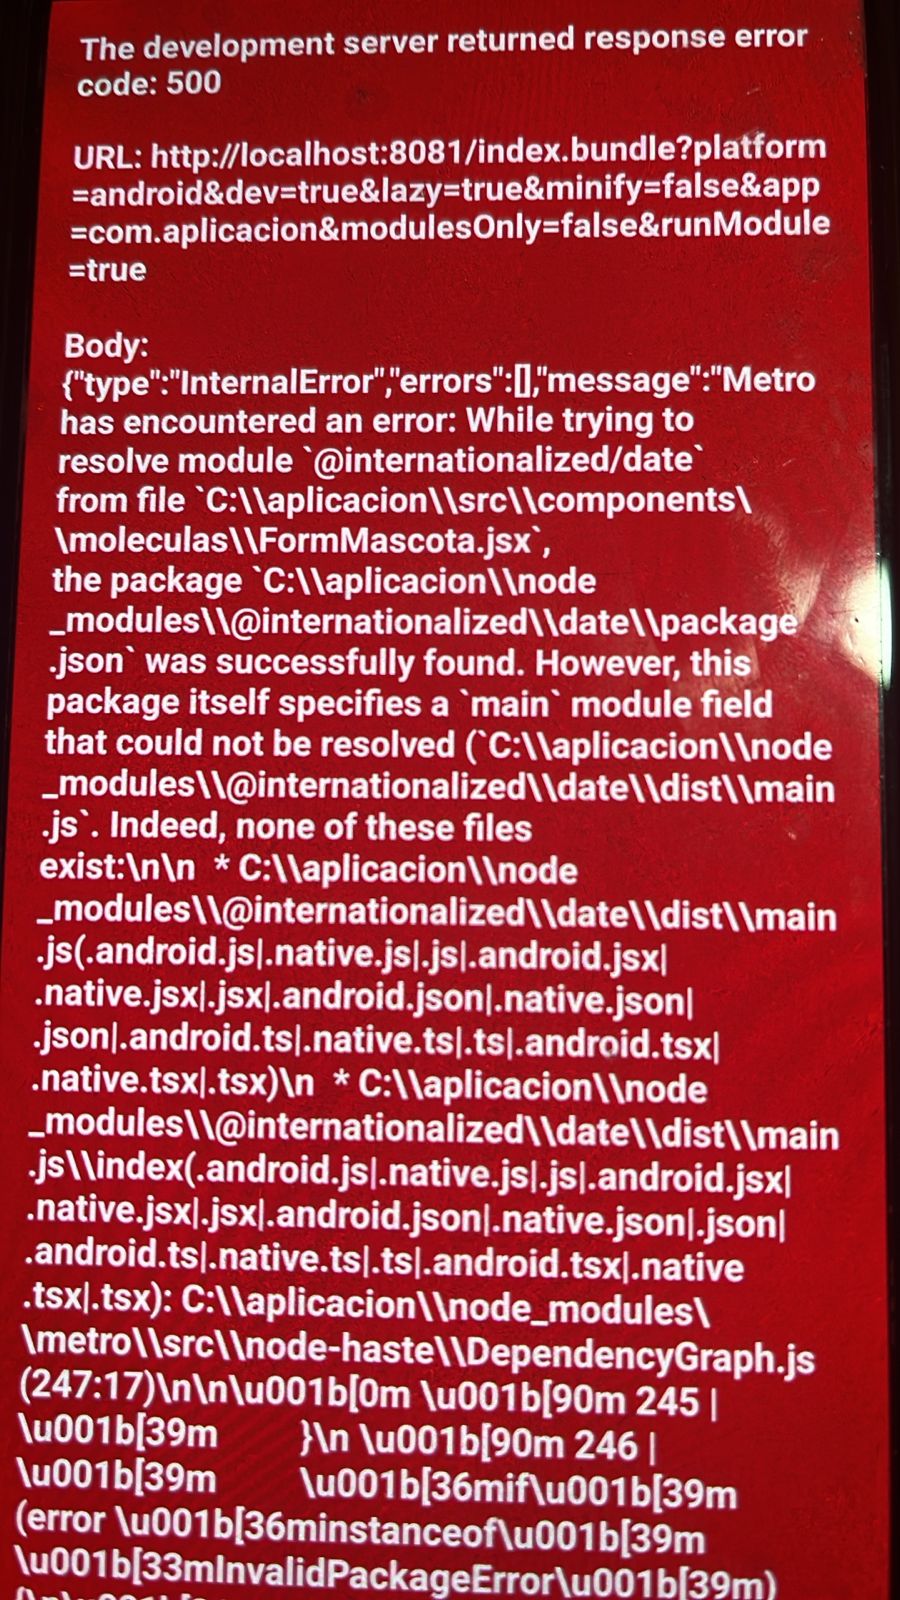 The development server returned response error
code: 500
URL: http://localhost:8081/index.bundle?platform
=android&dev=true&lazy=true&minify=false&app
=com.aplicacion&modulesOnly=false&runModule
=true
Body:
{"type":"InternalError","errors":[],"message":"Metro
has encountered an error: While trying to
resolve module `@internationalized/date`
from file `C:\\aplicacion\\src\\components\
\moleculas\\FormMascota.jsx`,
the package `C:\\aplicacion\\node
_modules\\@internationalized\\date\\package
.json` was successfully found. However, this
package itself specifies a `main` module field
that could not be resolved (`C:\\aplicacion\\node
_modules\\@internationalized\\date\\dist\\main
.js`. Indeed, none of these files
exist:\n\n  * C:\\aplicacion\\node
_modules\\@internationalized\\date\\dist\\main
.js(.android.js|.native.js|.js|.android.jsx|
.native.jsx|.jsx|.android.json|.native.json|
.json|.android.ts|.native.ts|.ts|.android.tsx|
.native.tsx|.tsx)\n  * C:\\aplicacion\\node
_modules\\@internationalized\\date\\dist\\main
.js\\index(.android.js|.native.js|.js|.android.jsx|
.native.jsx|.jsx|.android.json|.native.json|.json|
.android.ts|.native.ts|.ts|.android.tsx|.native
.tsx|.tsx): C:\\aplicacion\\node_modules\
\metro\\src\\node-haste\\DependencyGraph.js
(247:17)\n\n\u001b[0m \u001b[90m 245 |
\u001b[39m         }\n \u001b[90m 246 |
\u001b[39m         \u001b[36mif\u001b[39m
(error \u001b[36minstanceof\u001b[39m
\u001b[33mInvalidPackageError\u001b[39m)